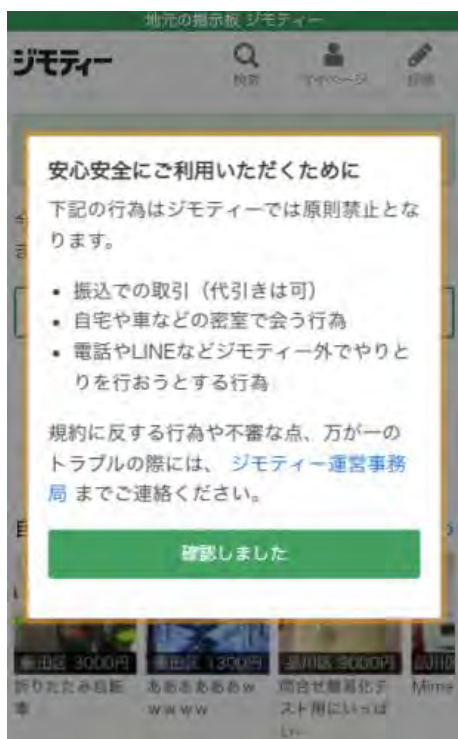 地元の掲示板 ジモティー
ジモティー
検索
マイページ
投稿
安心安全にご利用いただくために
下記の行為はジモティーでは原則禁止とな
ります。
• 振込での取引（代引きは可）
• 自宅や車などの密室で会う行為
• 電話やLINEなどジモティー外でやりと
りを行おうとする行為
規約に反する行為や不審な点、万が一の
トラブルの際には、 ジモティー運営事務
局 までご連絡ください。
確認しました
3000円
1300円
品川区 9000円
折りたたみ自転
車
ああああああw
wwwww
問合せ簡易化テ
スト用にいっぱ
い
Mime